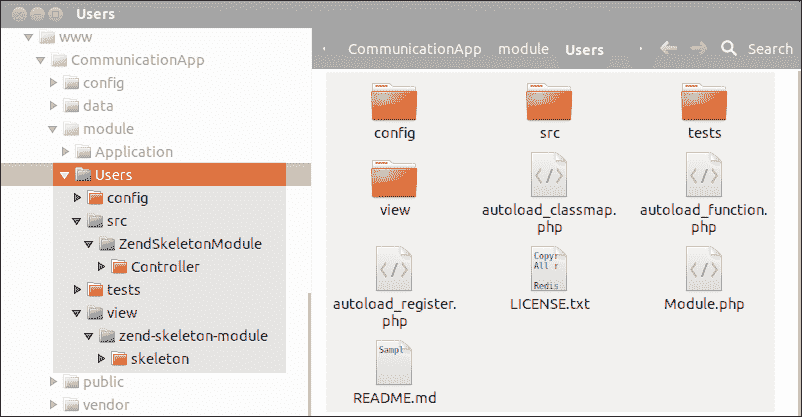 Users
www
CommunicationApp
config
data
module
Application
Users
config
src
ZendSkeletonModule
Controller
tests
view
zend-skeleton-module
skeleton
public
vendor
CommunicationApp module Users Search
config src tests
view autoload_classmap.php autoload_function.php
autoload_register.php LICENSE.txt Module.php
Copyr
All r
Redis
Sampl
README.md